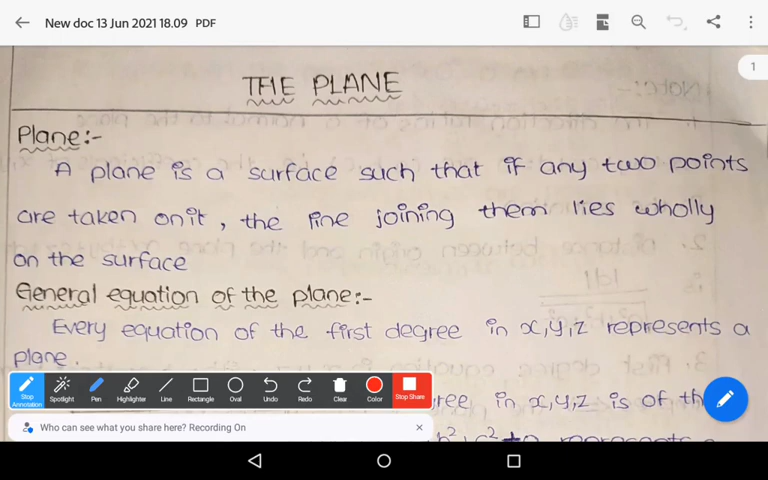 New doc 13 Jun 2021 18.09 PDF
1
THE PLANE
Plane:-
A plane is a surface such that if any two points
are taken onit, the line joining them lies wholly
on the surface
General equation of the plane:-
Every equation of the first degree in x,y,z represents a
plane.
ree in x,y,z is of th
Stop Annotation Spotlight Pen Highlighter Line Rectangle Oval Undo Redo Clear Color Stop Share
Who can see what you share here? Recording On